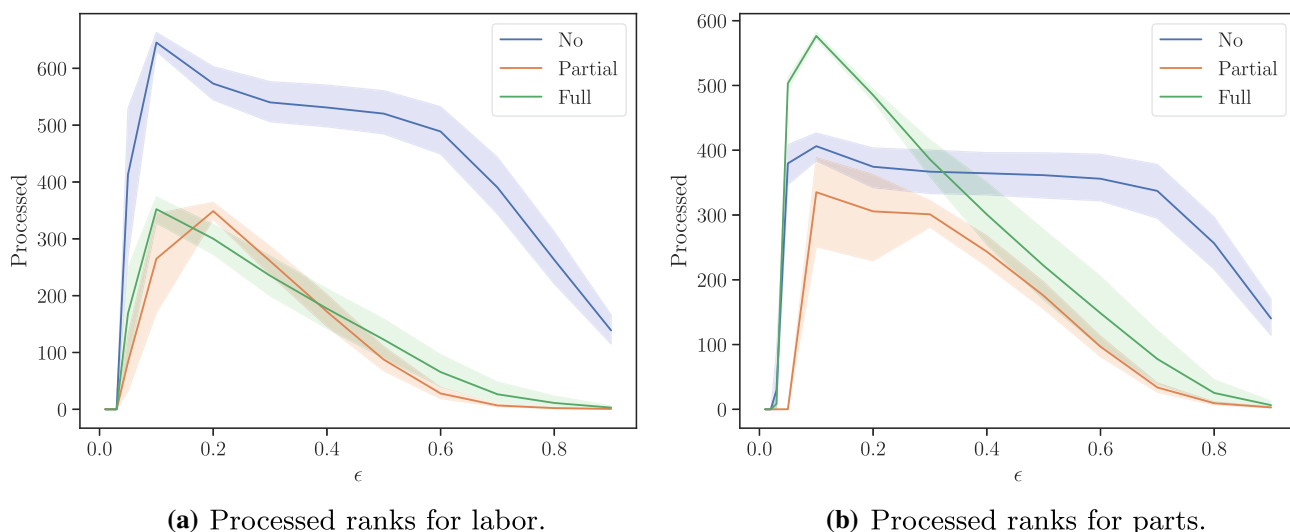 No
Partial
Full
Processed
600
500
400
300
200
100
0
0.0 0.2 0.4 0.6 0.8
ϵ
(a) Processed ranks for labor.
No
Partial
Full
Processed
600
500
400
300
200
100
0
0.0 0.2 0.4 0.6 0.8
ϵ
(b) Processed ranks for parts.